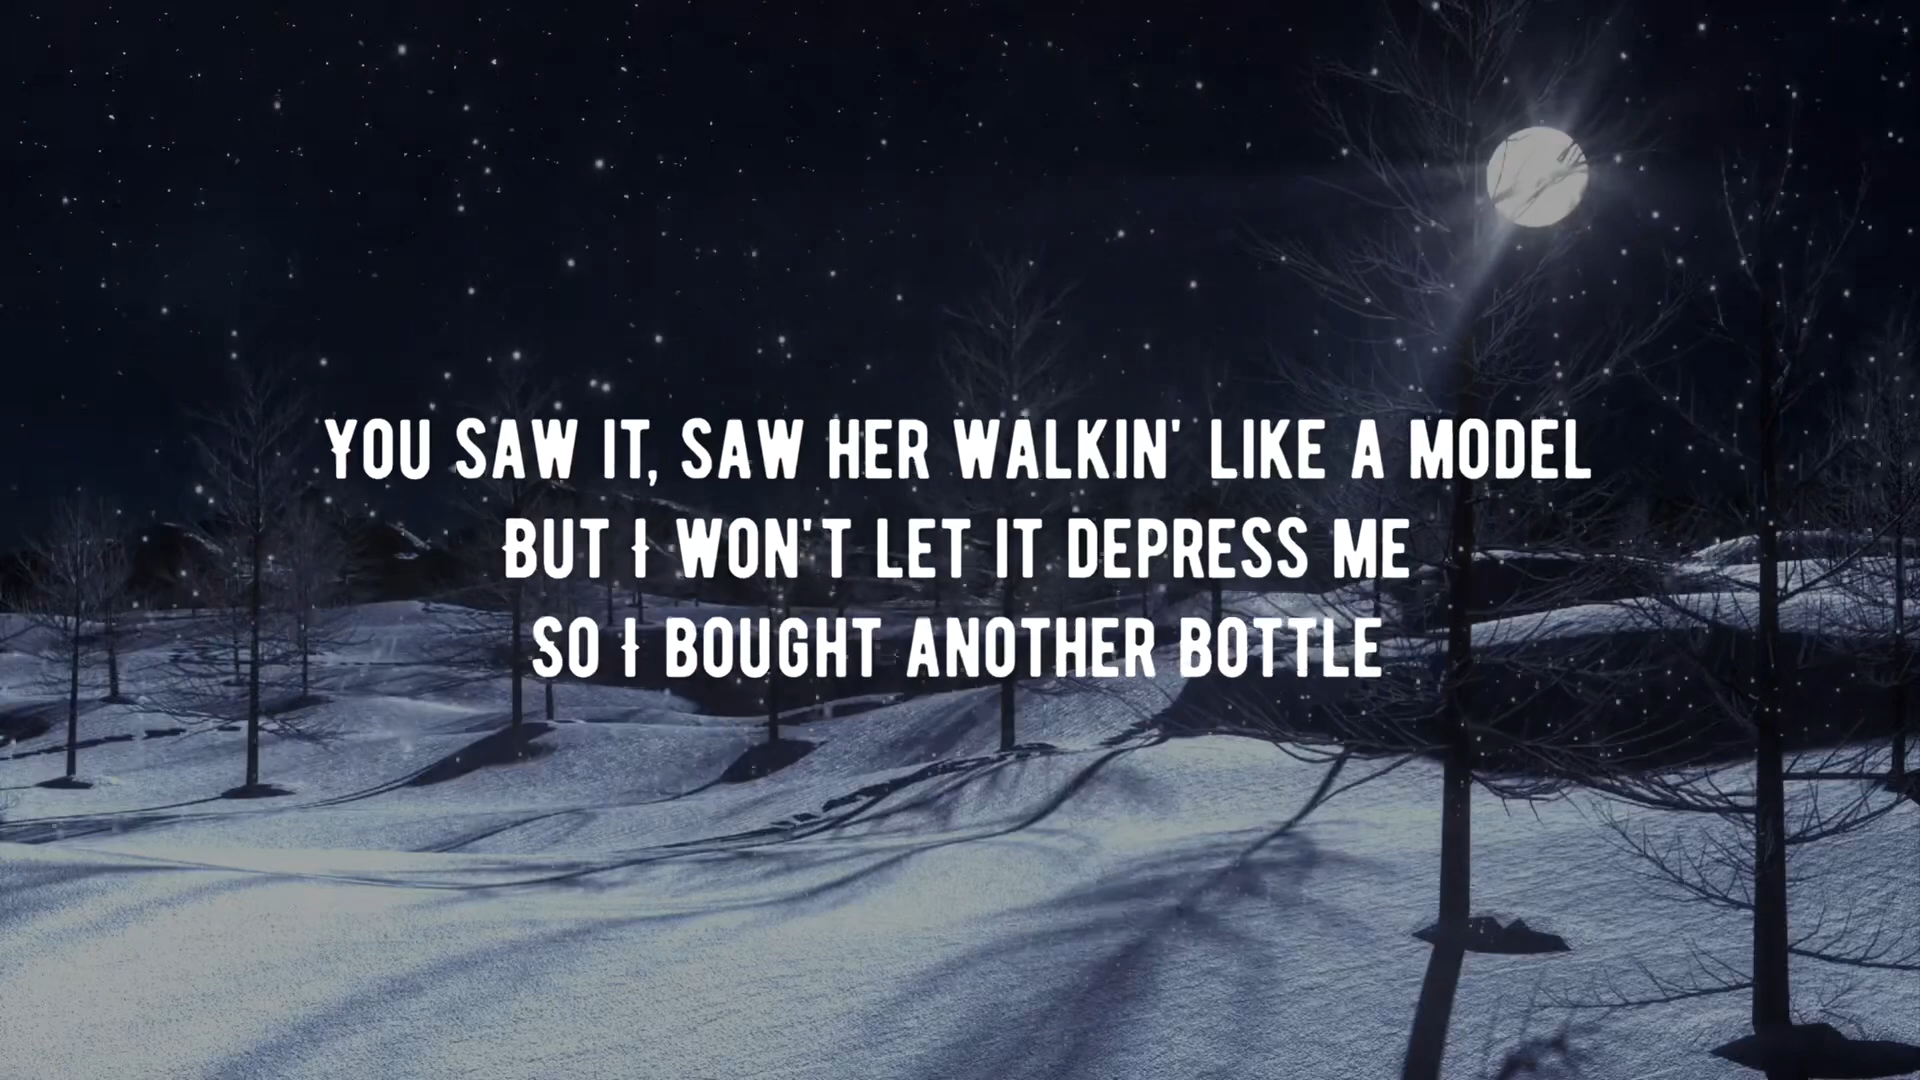 YOU SAW IT, SAW HER WALKIN' LIKE A MODEL
BUT I WON'T LET IT DEPRESS ME
SO I BOUGHT ANOTHER BOTTLE